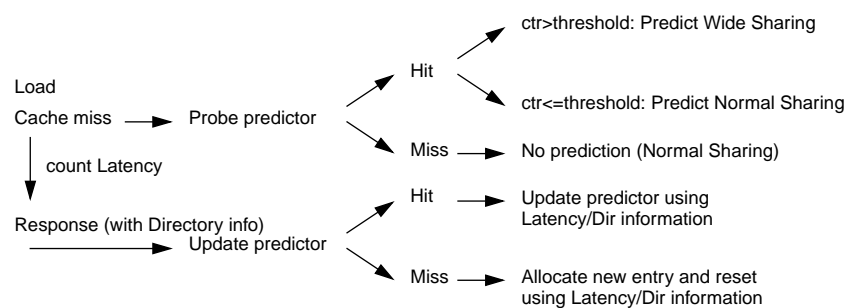 ctr>threshold: Predict Wide Sharing
Hit
Load
Cache miss
Probe predictor
ctr<=threshold: Predict Normal Sharing
Miss
No prediction (Normal Sharing)
count Latency
Hit
Update predictor using
Latency/Dir information
Response (with Directory info)
Update predictor
Miss
Allocate new entry and reset
using Latency/Dir information